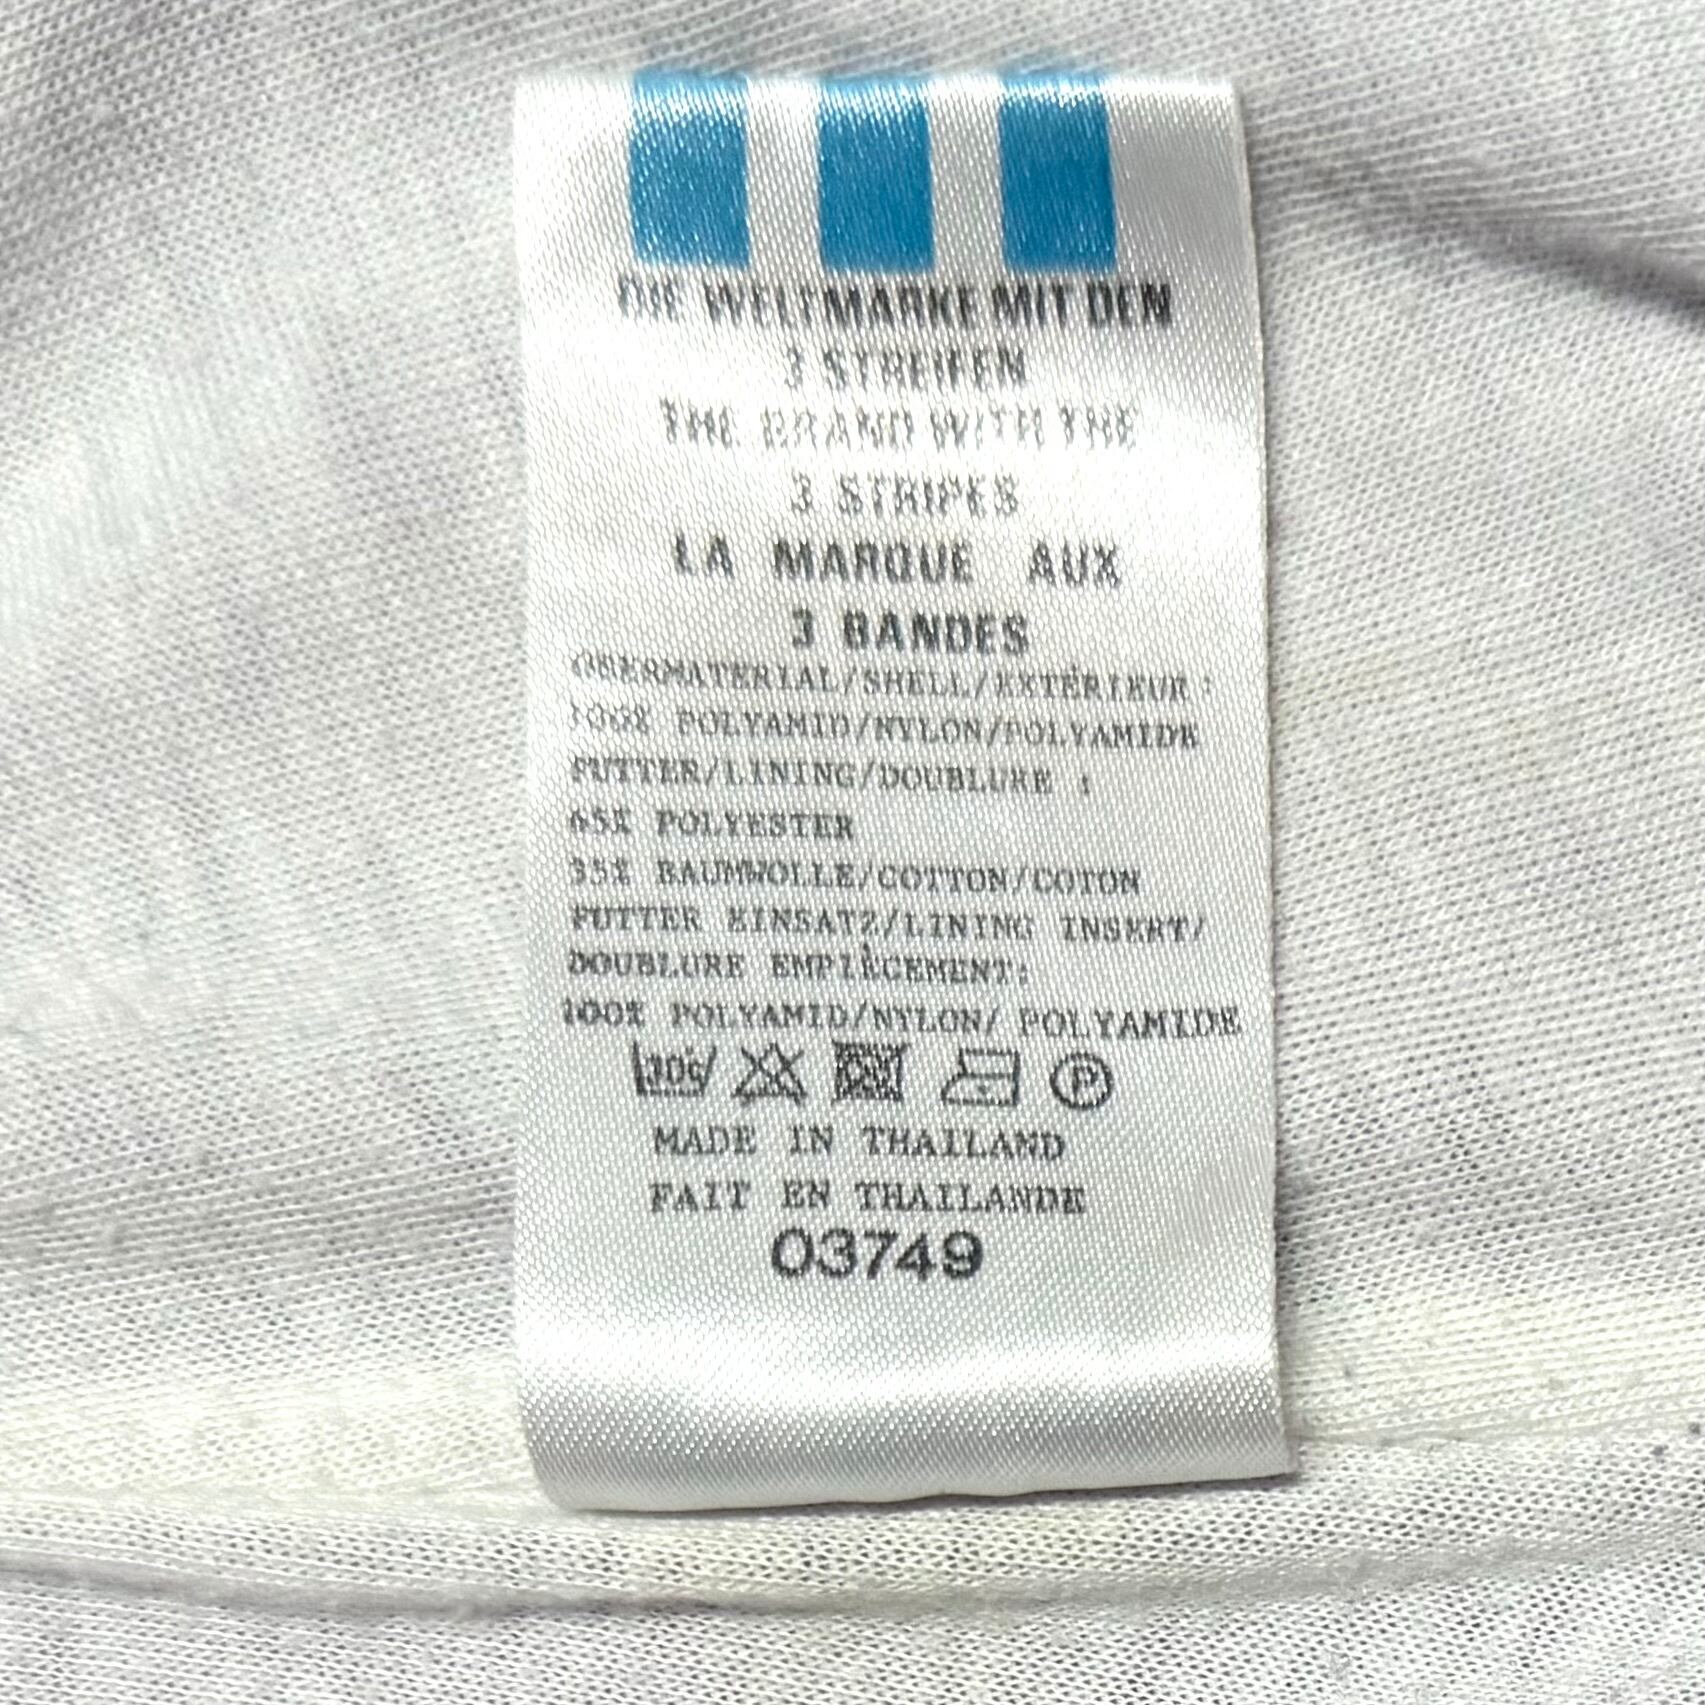 DIE WELTMARKE MIT DEN
3 STREIFEN
THE BRAND WITH THE
3 STRIPES
LA MARQUE AUX
3 BANDES
OBERMATERIAL/SHELL/EXTÉRIEUR:
100% POLYAMID/NYLON/POLYAMIDE
FUTTER/LINING/DOUBLURE :
65% POLYESTER
35% BAUMWOLLE/COTTON/COTON
FUTTER EINSATZ/LINING INSERT/
DOUBLURE EMPIÈCEMENT:
100% POLYAMID/NYLON/ POLYAMIDE
30°c P
MADE IN THAILAND
FAIT EN THAILANDE
03749